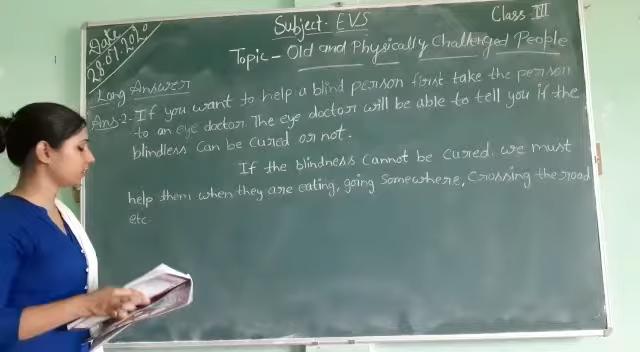 Date
28.07.2020
Subject - EVS
Class III
Topic - Old and Physically Challenged People
Long Answer
Ans:2 - If you want to help a blind person first take the person
to an eye doctor. The eye doctor will be able to tell you if the
blindless can be cured or not.
If the blindness cannot be cured. we must
help them when they are eating, going somewhere, crossing the road
etc.